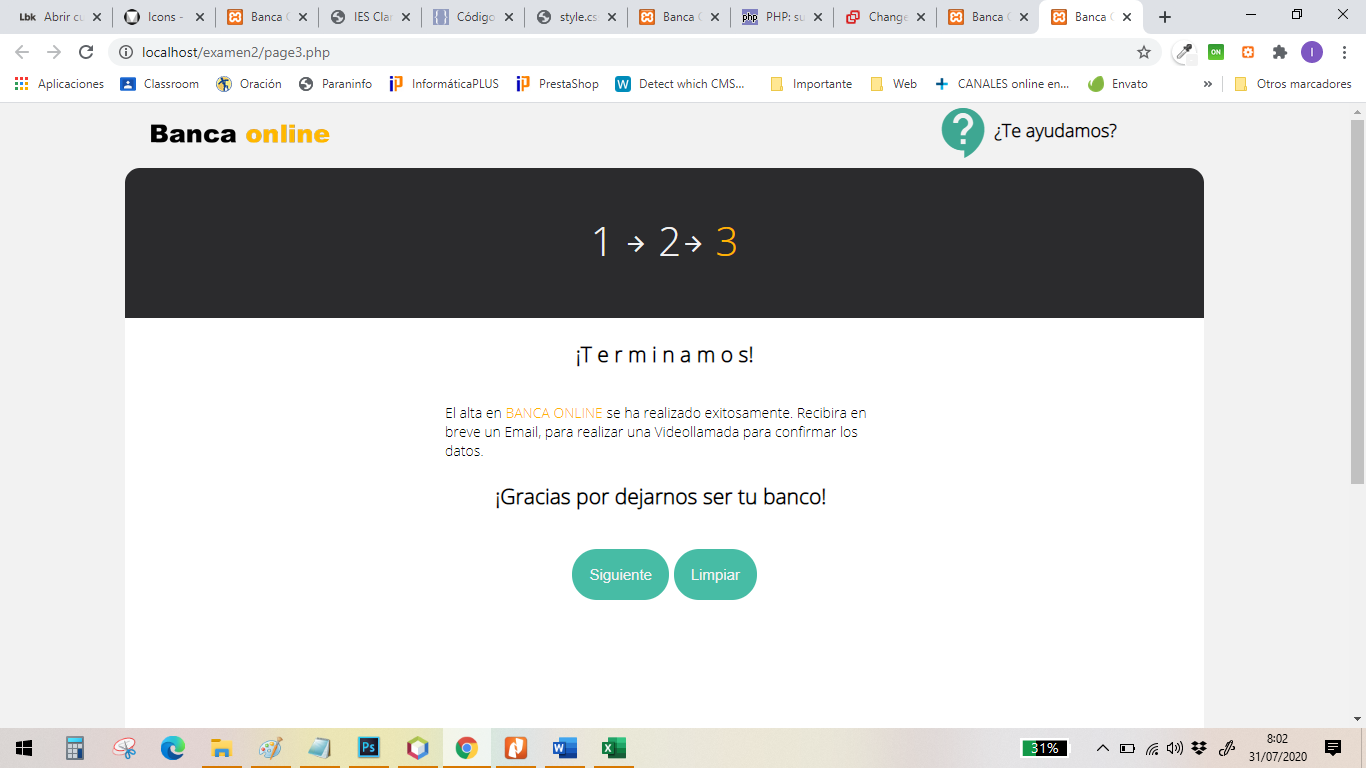 Lbk Abrir cu
Icons -
Banca
IES Cla
Código
style.cs
Banca
php PHP: su
Change
Banca
Banca
localhost/examen2/page3.php
ON
I
Aplicaciones
Classroom
Oración
Paraninfo
InformáticaPLUS
PrestaShop
Detect which CMS...
Importante
Web
CANALES online en...
Envato
»
Otros marcadores
Banca online
¿Te ayudamos?
1 → 2 → 3
¡T e r m i n a m o s!
El alta en BANCA ONLINE se ha realizado exitosamente. Recibira en
breve un Email, para realizar una Videollamada para confirmar los
datos.
¡Gracias por dejarnos ser tu banco!
Siguiente
Limpiar
Ps
31%
8:02
31/07/2020